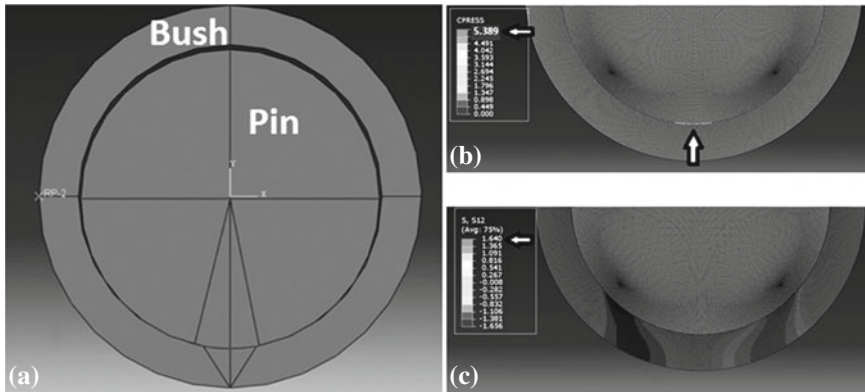 Bush
Pin
Y
X
RP-2
(a)
CPRESS
5.389
4.491
4.042
3.593
3.144
2.694
2.245
1.796
1.347
0.898
0.449
0.000
(b)
S, S12
(Avg: 75%)
1.640
1.365
1.091
0.816
0.541
0.267
-0.008
-0.282
-0.557
-0.832
-1.106
-1.381
-1.656
(c)